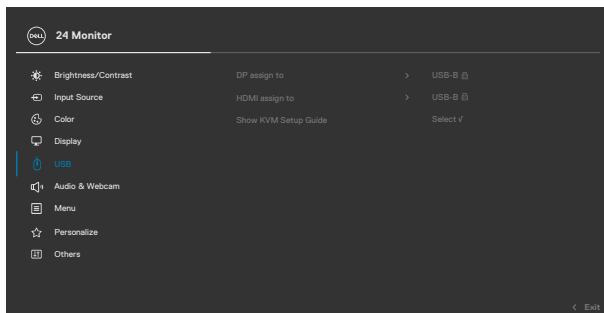 DELL 24 Monitor
Brightness/Contrast DP assign to > USB-B
Input Source HDMI assign to > USB-B
Color Show KVM Setup Guide Select √
Display
USB
Audio & Webcam
Menu
Personalize
Others
< Exit